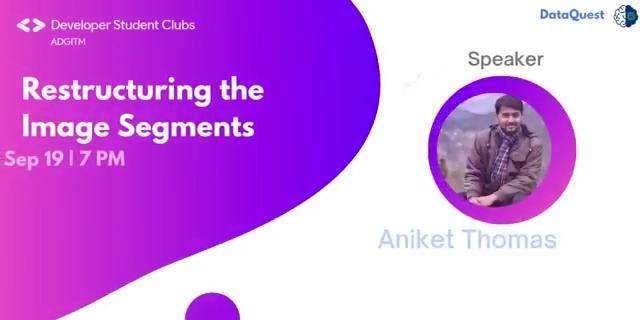 Developer Student Clubs
ADGITM
Restructuring the
Image Segments
Sep 19 | 7 PM
DataQuest
Speaker
Aniket Thomas